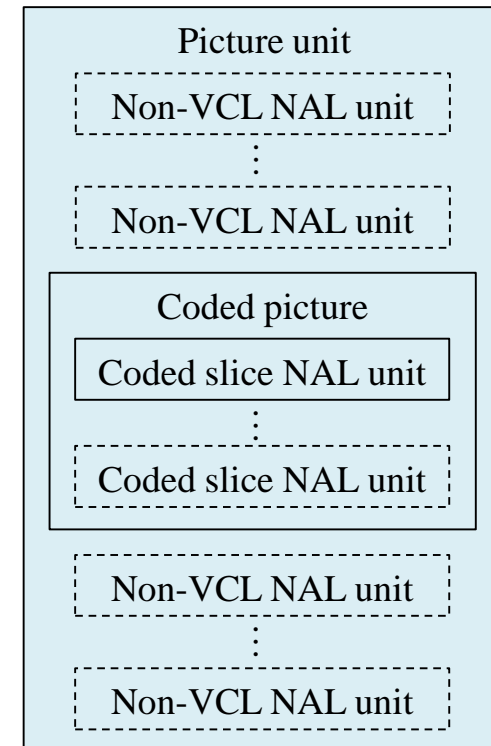 Picture unit
Non-VCL NAL unit
⋮
Non-VCL NAL unit
Coded picture
Coded slice NAL unit
⋮
Coded slice NAL unit
Non-VCL NAL unit
⋮
Non-VCL NAL unit